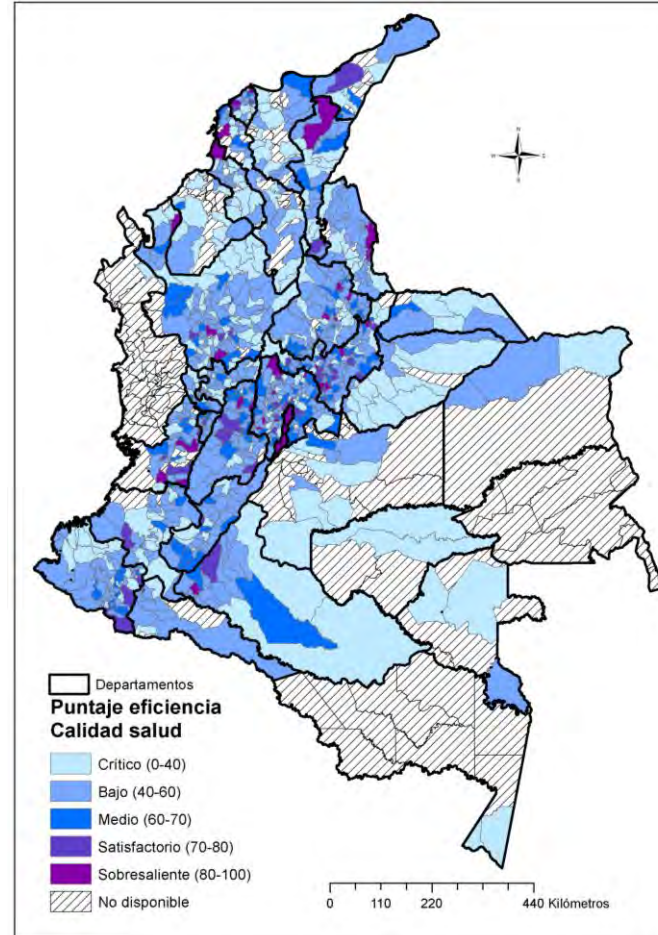 Departamentos
Puntaje eficiencia
Calidad salud
Crítico (0-40)
Bajo (40-60)
Medio (60-70)
Satisfactorio (70-80)
Sobresaliente (80-100)
No disponible
0 110 220 440 Kilómetros